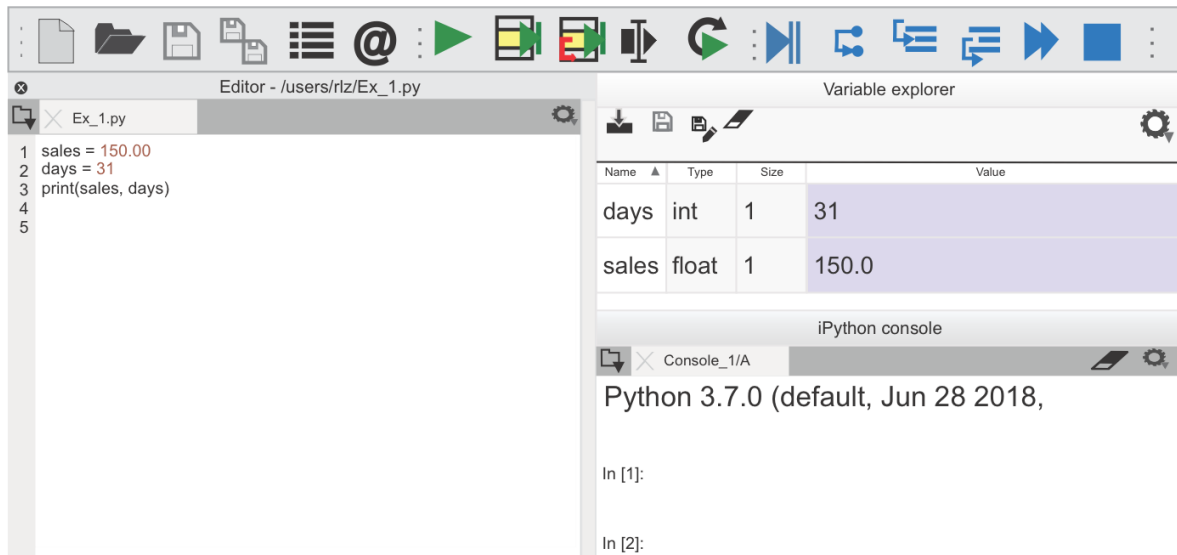 @
Editor - /users/rlz/Ex_1.py
Ex_1.py
1 sales = 150.00
2 days = 31
3 print(sales, days)
4
5
Variable explorer
Name Type Size Value
days int 1 31
sales float 1 150.0
iPython console
Console_1/A
Python 3.7.0 (default, Jun 28 2018,
In [1]:
In [2]: